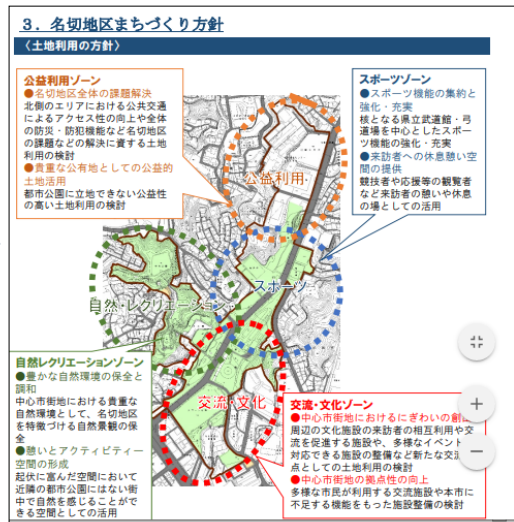 ３．名切地区まちづくり方針
〈土地利用の方針〉
公益利用ゾーン
●名切地区全体の課題解決
北側のエリアにおける公共交通
によるアクセス性の向上や全体
の防災・防犯機能など名切地区
の課題などの解決に資する土地
利用の検討
●貴重な公有地としての公益的
土地活用
都市公園に立地できない公益性
の高い土地利用の検討
スポーツゾーン
●スポーツ機能の集約と
強化・充実
核となる県立武道館・弓
道場を中心としたスポー
ツ機能の強化・充実
●来訪者への休息憩い空
間の提供
競技者や応援等の観覧者
など来訪者の憩いや休息
の場としての活用
公益利用
スポーツ
自然・レクリエーション
交流・文化
自然レクリエーションゾーン
●豊かな自然環境の保全と
調和
中心市街地における貴重な
自然環境として、名切地区
を特徴づける自然景観の保
全
●憩いとアクティビティー
空間の形成
起伏に富んだ空間において
近隣の都市公園にはない街中
で自然を感じることができ
る空間としての活用
交流・文化ゾーン
●中心市街地におけるにぎわいの創出
周辺の文化施設の来訪者の相互利用や交
流を促進する施設や、多様なイベント
対応できる施設の整備など新たな交流
点としての土地利用の検討
●中心市街地の拠点性の向上
多様な市民が利用する交流施設や本市に
不足する機能をもった施設整備の検討